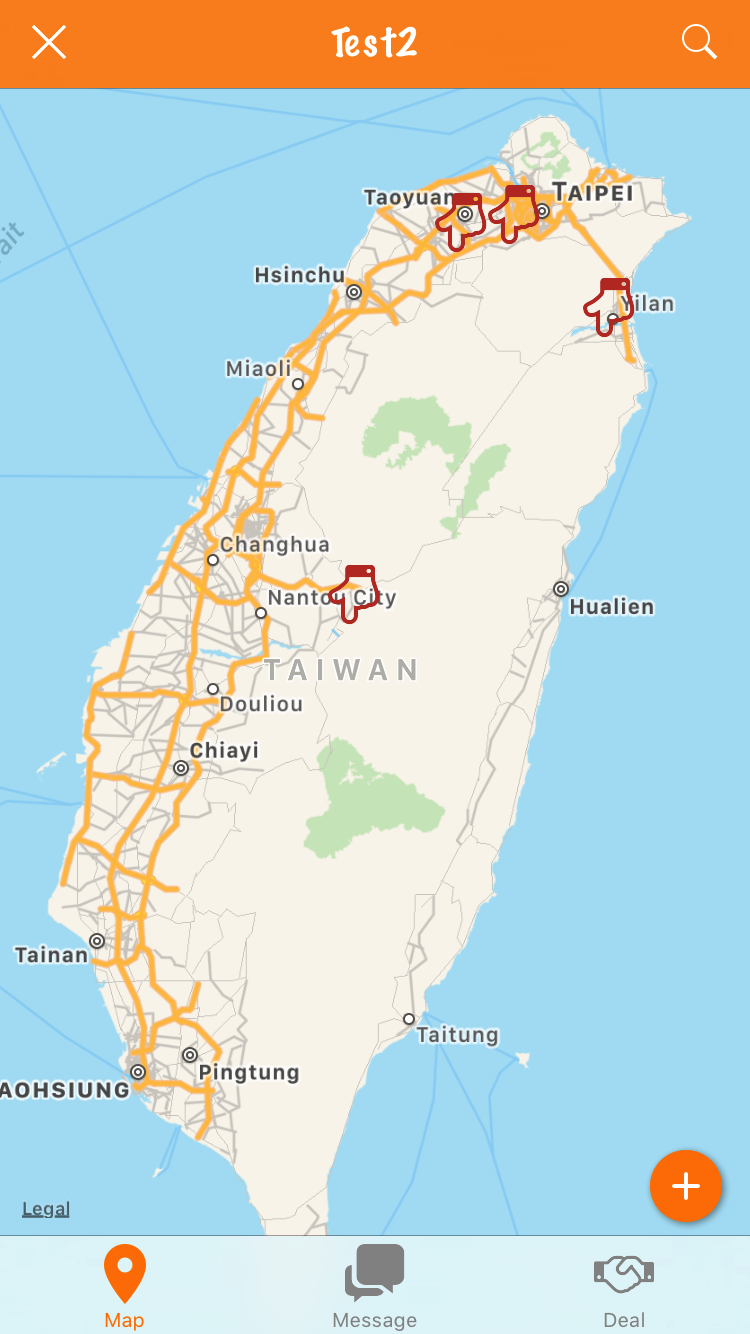 Test2
TAIPEI
Taoyuan
Hsinchu
Yilan
Miaoli
Changhua
Nantou City
Hualien
TAIWAN
Douliou
Chiayi
Tainan
Taitung
Pingtung
AOHSIUNG
Legal
Map
Message
Deal